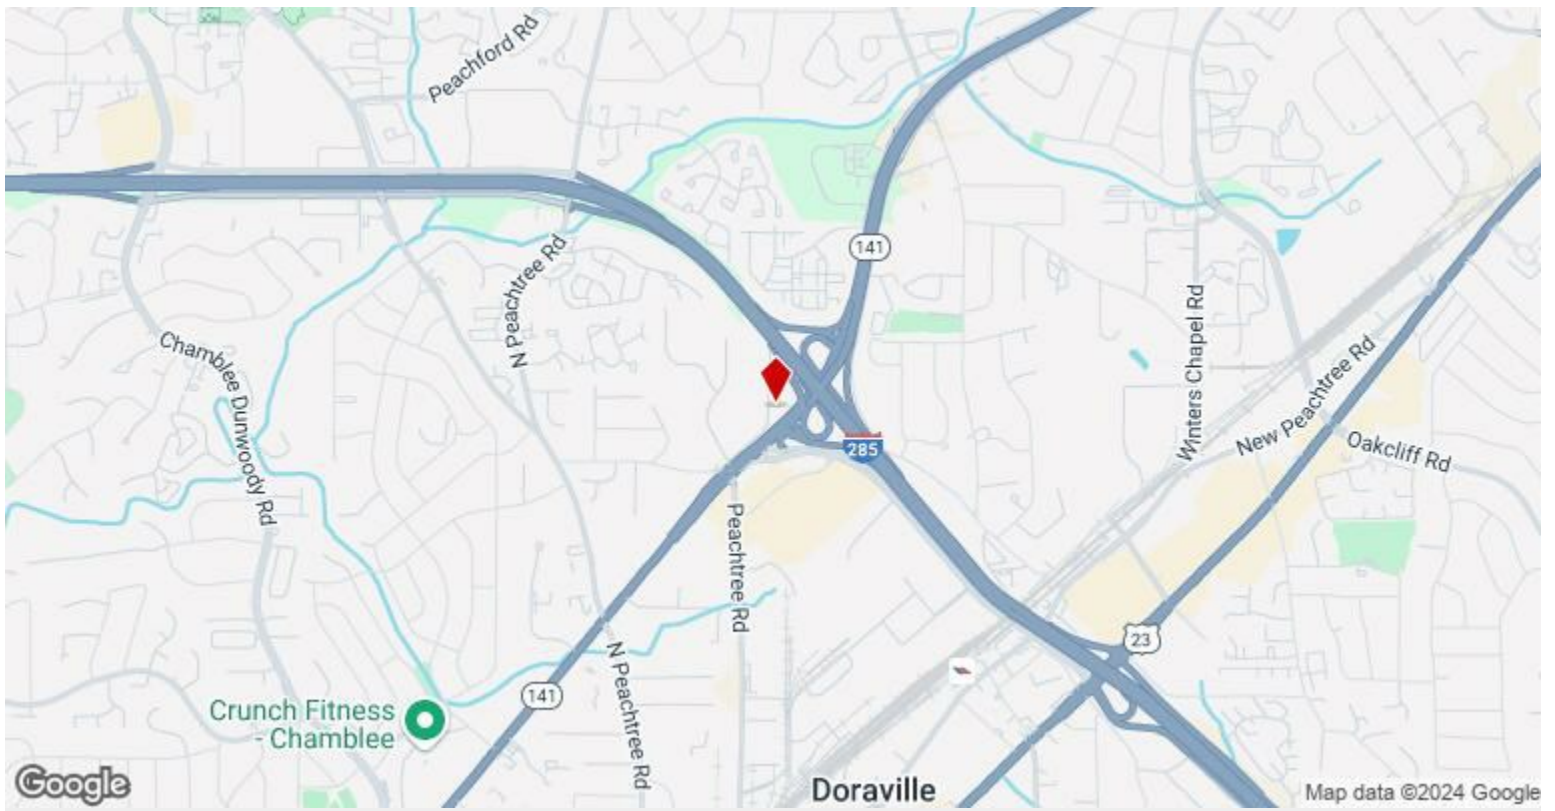 Peachford Rd
141
N Peachtree Rd
Winters Chapel Rd
Chamblee Dunwoody Rd
New Peachtree Rd
285
Oakcliff Rd
Peachtree Rd
23
141
N Peachtree Rd
Crunch Fitness
- Chamblee
Google
Doraville
Map data ©2024 Google